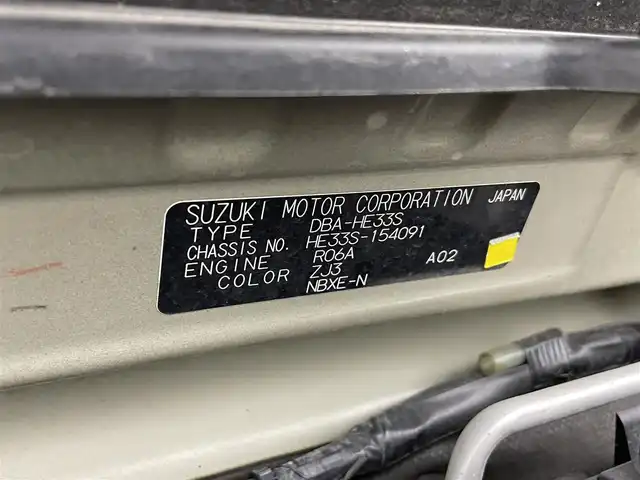 SUZUKI MOTOR CORPORATION JAPAN
TYPE DBA-HE33S
CHASSIS NO. HE33S-154091
ENGINE R06A A02
COLOR ZJ3
NBXE-N